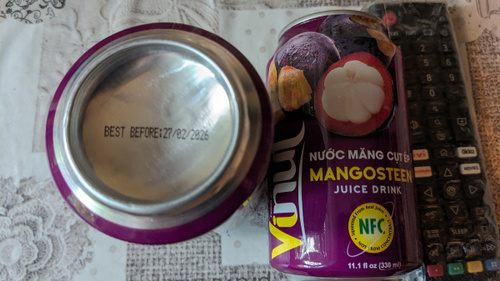 BEST BEFORE:27/02/2026
Vinut
NƯỚC MĂNG CỤT ÉP
MANGOSTEEN
JUICE DRINK
NFC
11.1 fl oz (330 ml)